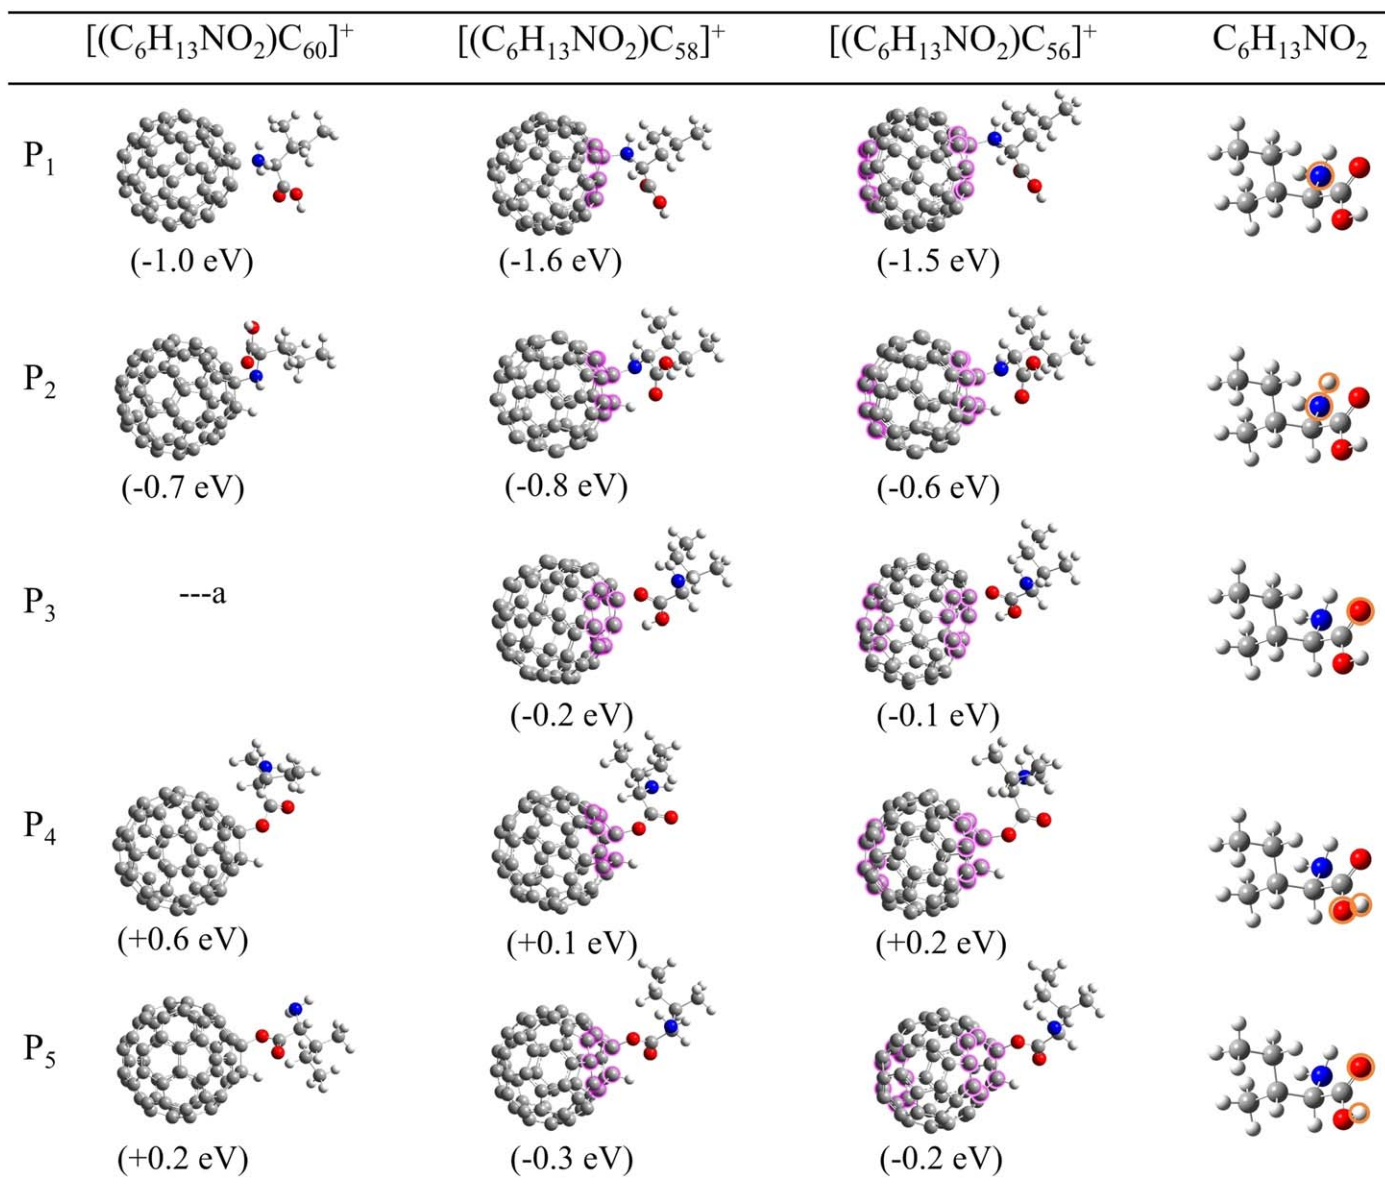 [(C₆H₁₃NO₂)C₆₀]⁺ [(C₆H₁₃NO₂)C₅₈]⁺ [(C₆H₁₃NO₂)C₅₆]⁺ C₆H₁₃NO₂
P₁
(-1.0 eV) (-1.6 eV) (-1.5 eV)
P₂
(-0.7 eV) (-0.8 eV) (-0.6 eV)
P₃ ---a
(-0.2 eV) (-0.1 eV)
P₄
(+0.6 eV) (+0.1 eV) (+0.2 eV)
P₅
(+0.2 eV) (-0.3 eV) (-0.2 eV)